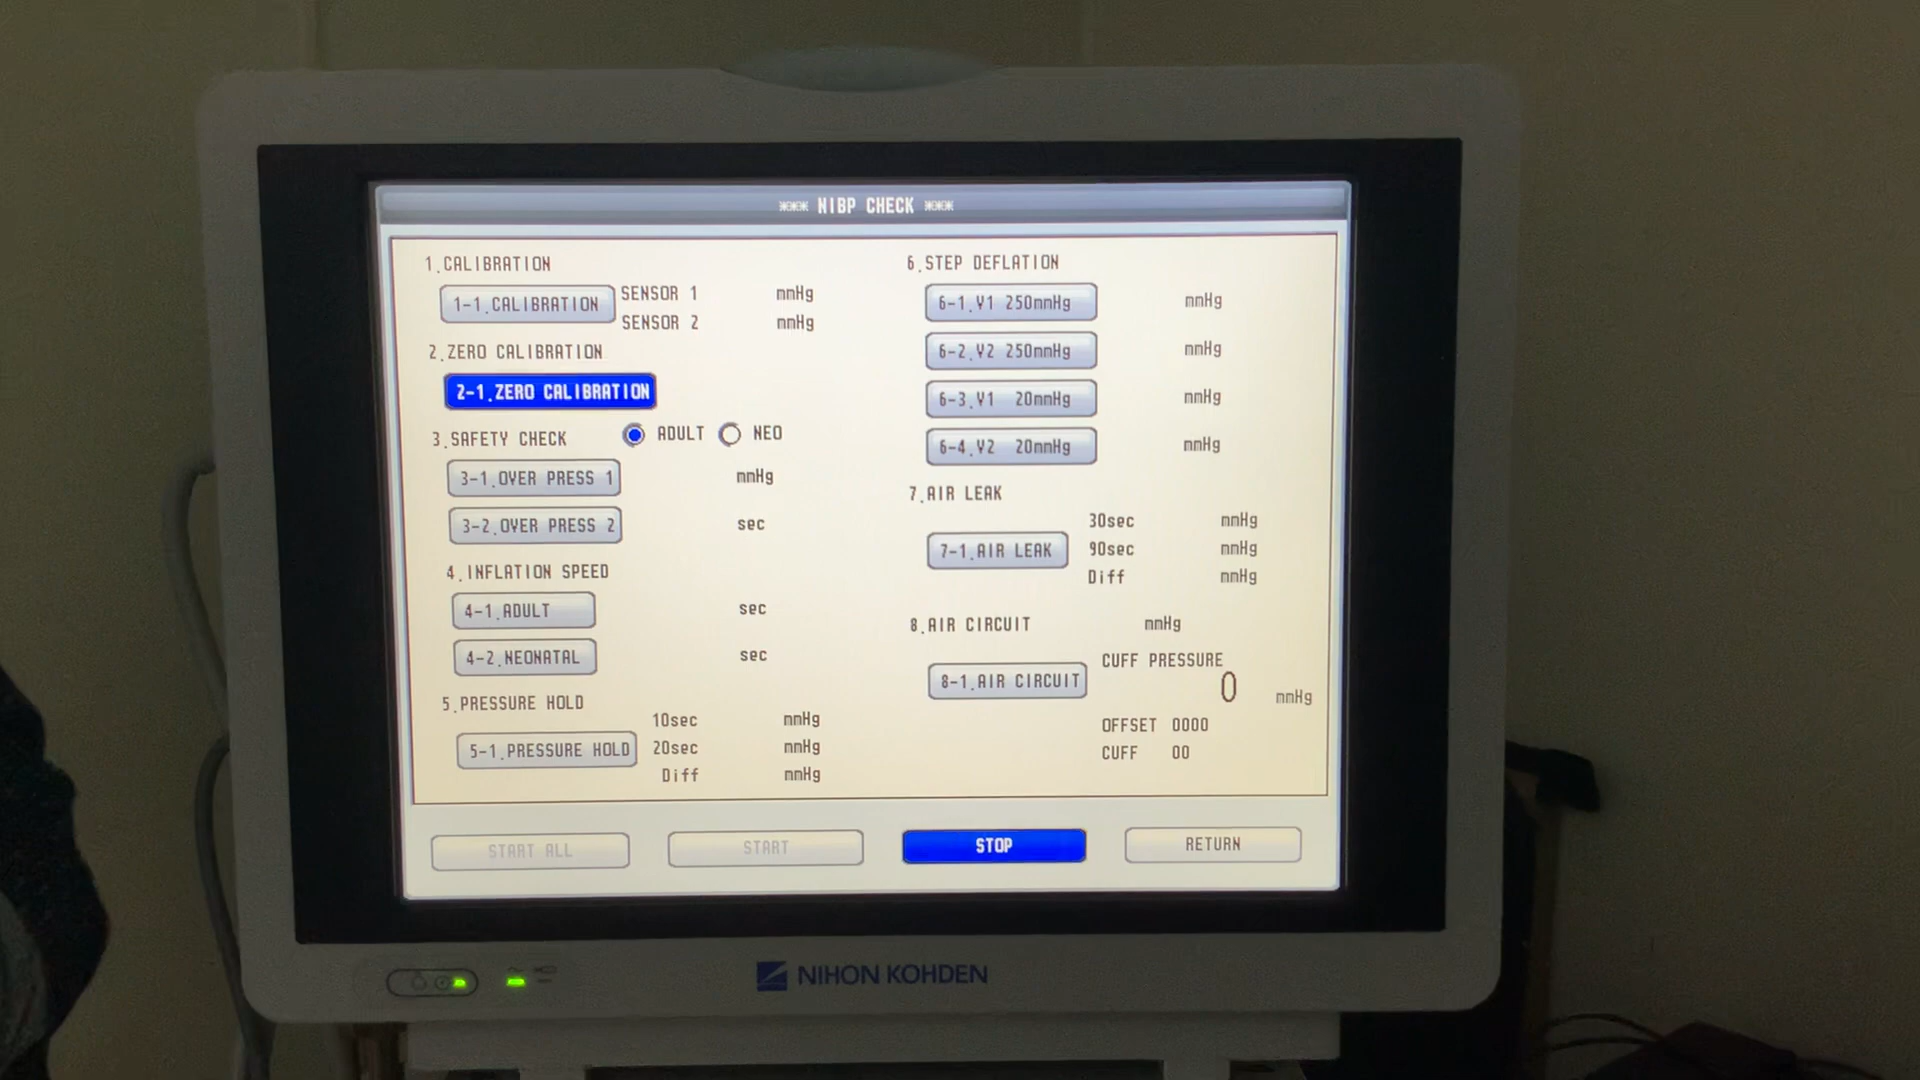 *** NIBP CHECK ***
1.CALIBRATION
1-1.CALIBRATION SENSOR 1 mmHg
SENSOR 2 mmHg
2.ZERO CALIBRATION
2-1.ZERO CALIBRATION
3.SAFETY CHECK ADULT NEO
3-1.OVER PRESS 1 mmHg
3-2.OVER PRESS 2 sec
4.INFLATION SPEED
4-1.ADULT sec
4-2.NEONATAL sec
5.PRESSURE HOLD
10sec mmHg
5-1.PRESSURE HOLD 20sec mmHg
Diff mmHg
6.STEP DEFLATION
6-1.V1 250mmHg mmHg
6-2.V2 250mmHg mmHg
6-3.V1 20mmHg mmHg
6-4.V2 20mmHg mmHg
7.AIR LEAK
30sec mmHg
7-1.AIR LEAK 90sec mmHg
Diff mmHg
8.AIR CIRCUIT mmHg
CUFF PRESSURE
8-1.AIR CIRCUIT 0 mmHg
OFFSET 0000
CUFF 00
START ALL START STOP RETURN
NIHON KOHDEN